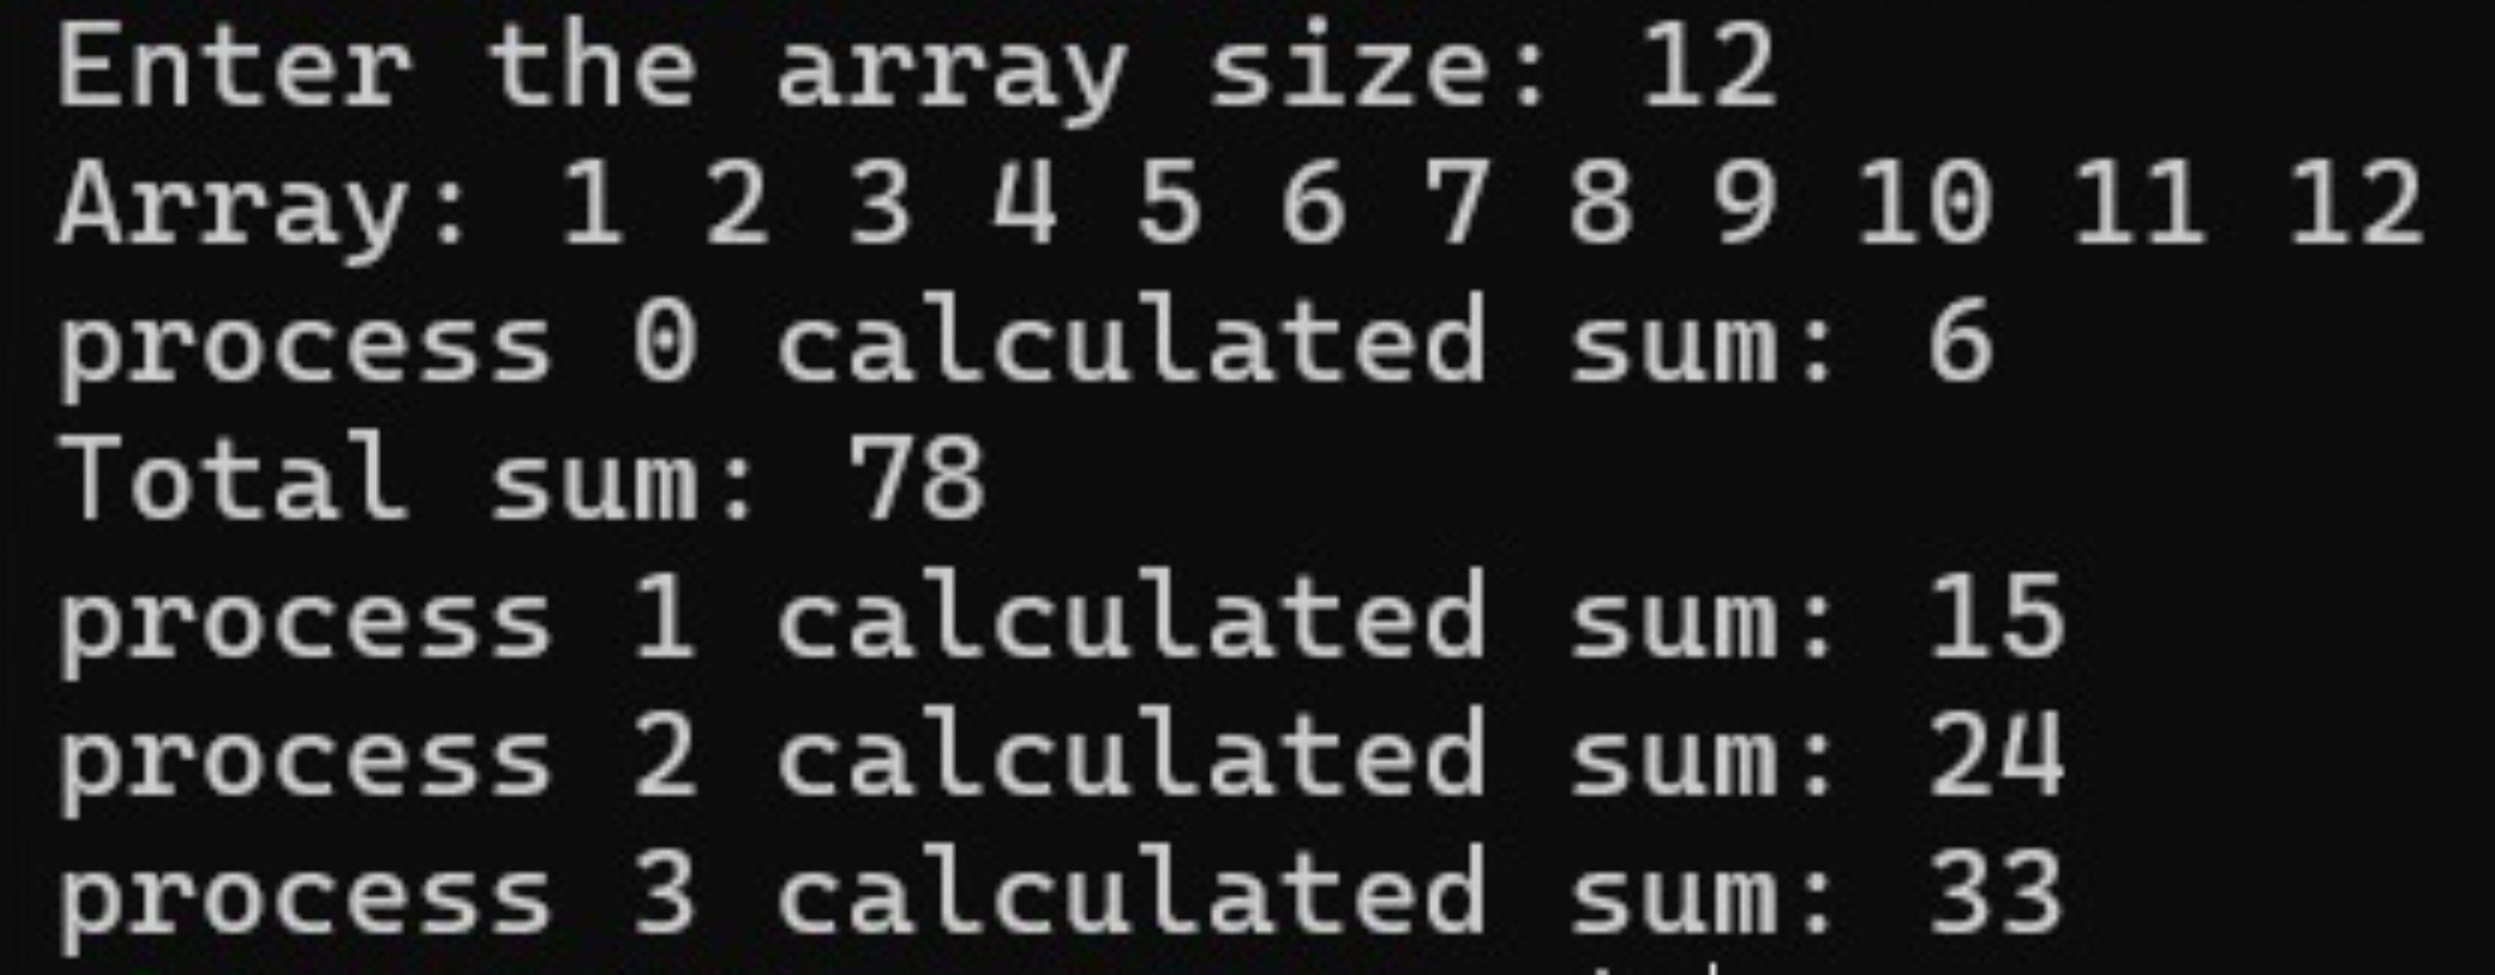 Enter the array size: 12
Array: 1 2 3 4 5 6 7 8 9 10 11 12
process 0 calculated sum: 6
Total sum: 78
process 1 calculated sum: 15
process 2 calculated sum: 24
process 3 calculated sum: 33